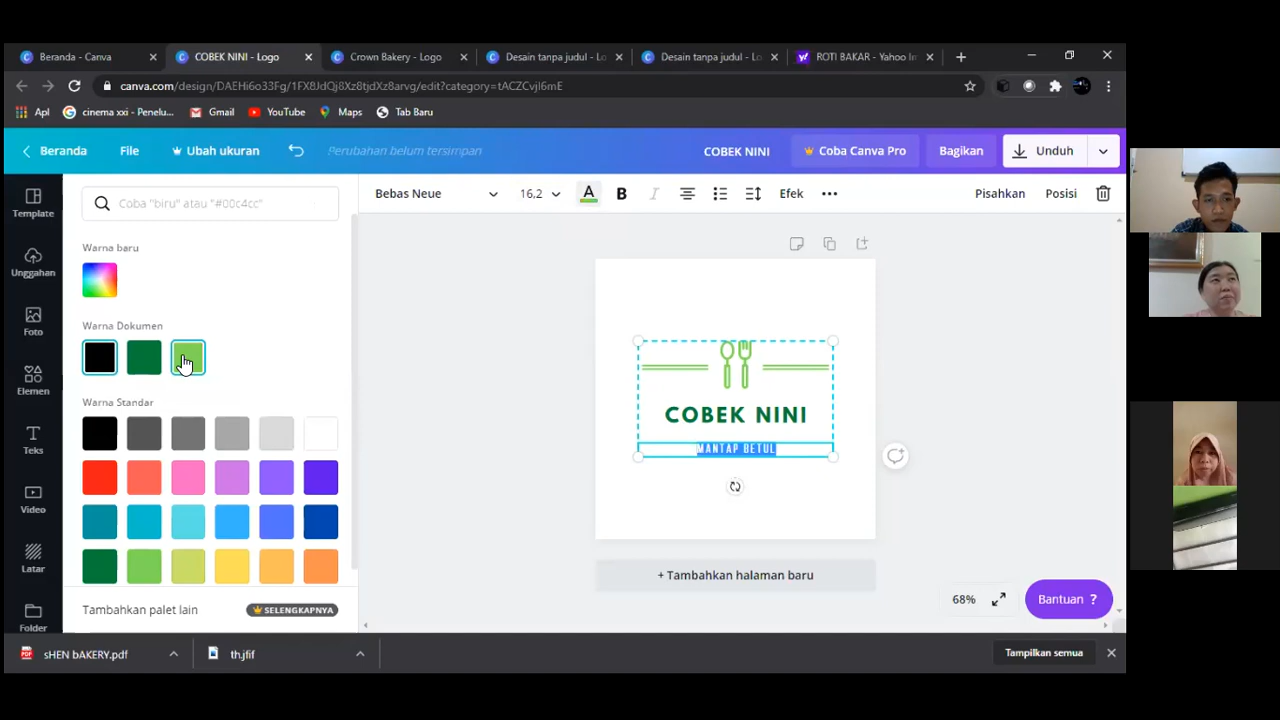 Beranda - Canva
COBEK NINI - Logo
Crown Bakery - Logo
Desain tanpa judul - Lo
Desain tanpa judul - Lo
ROTI BAKAR - Yahoo Im
canva.com/design/DAEHi6o33Fg/1FX8JdQj8Xz8tjdXz8arvg/edit?category=tACZCvjI6mE
Apl
cinema xxi - Penelu...
Gmail
YouTube
Maps
Tab Baru
Beranda
File
Ubah ukuran
Perubahan belum tersimpan
COBEK NINI
Coba Canva Pro
Bagikan
Unduh
Template
Unggahan
Foto
Elemen
Teks
Video
Latar
Folder
Coba "biru" atau "#00c4cc"
Warna baru
Warna Dokumen
Warna Standar
Tambahkan palet lain
SELENGKAPNYA
Bebas Neue
16,2
A
B
I
Efek
Pisahkan
Posisi
COBEK NINI
MANTAP BETUL
+ Tambahkan halaman baru
68%
Bantuan ?
sHEN bAKERY.pdf
th.jfif
Tampilkan semua